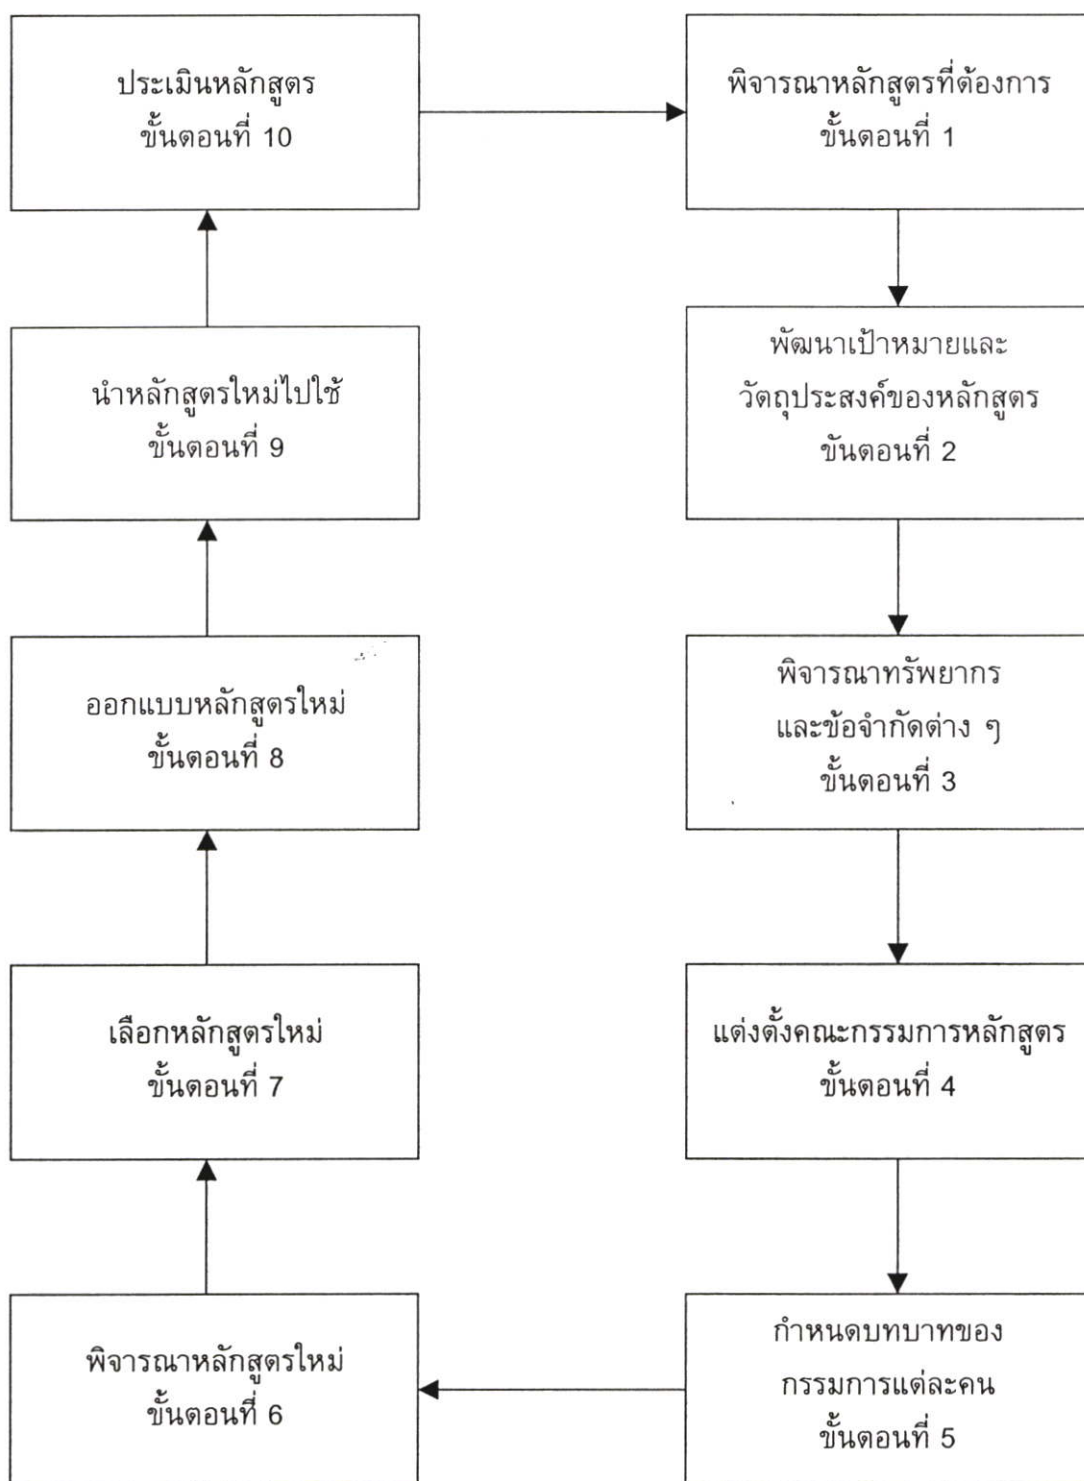 ประเมินหลักสูตร
ขั้นตอนที่ 10
พิจารณาหลักสูตรที่ต้องการ
ขั้นตอนที่ 1
นำหลักสูตรใหม่ไปใช้
ขั้นตอนที่ 9
พัฒนาเป้าหมายและ
วัตถุประสงค์ของหลักสูตร
ขันตอนที่ 2
ออกแบบหลักสูตรใหม่
ขั้นตอนที่ 8
พิจารณาทรัพยากร
และข้อจำกัดต่าง ๆ
ขั้นตอนที่ 3
เลือกหลักสูตรใหม่
ขั้นตอนที่ 7
แต่งตั้งคณะกรรมการหลักสูตร
ขั้นตอนที่ 4
พิจารณาหลักสูตรใหม่
ขั้นตอนที่ 6
กำหนดบทบาทของ
กรรมการแต่ละคน
ขั้นตอนที่ 5